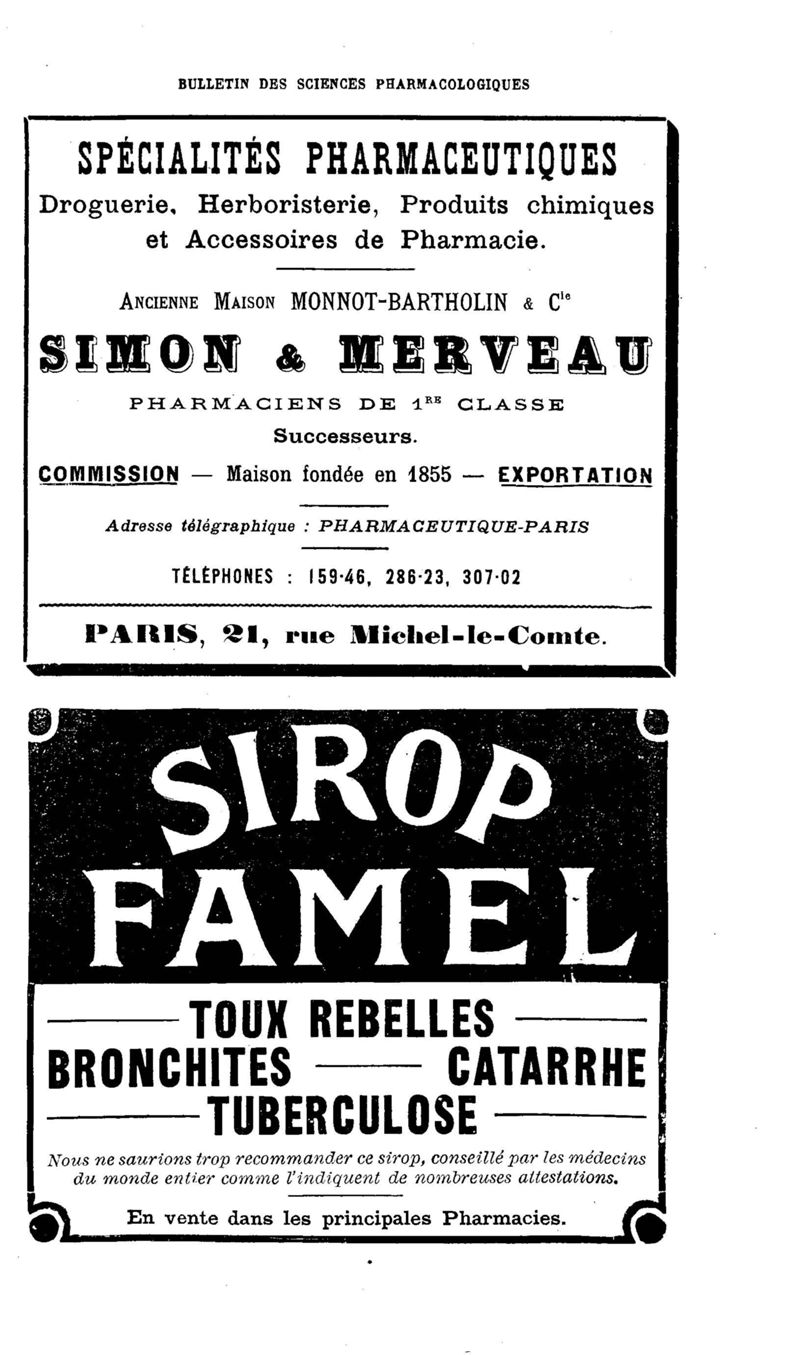 BULLETIN DES SCIENCES PHARMACOLOGIQUES
SPÉCIALITÉS PHARMACEUTIQUES
Droguerie, Herboristerie, Produits chimiques
et Accessoires de Pharmacie.
ANCIENNE MAISON MONNOT-BARTHOLIN & Cie
SIMON & MERVEAU
PHARMACIENS DE 1RE CLASSE
Successeurs.
COMMISSION — Maison fondée en 1855 — EXPORTATION
Adresse télégraphique : PHARMACEUTIQUE-PARIS
TÉLÉPHONES : 159-46, 286-23, 307-02
PARIS, 21, rue Michel-le-Comte.
SIROP
FAMEL
TOUX REBELLES
BRONCHITES — CATARRHE
TUBERCULOSE
Nous ne saurions trop recommander ce sirop, conseillé par les médecins
du monde entier comme l'indiquent de nombreuses attestations.
En vente dans les principales Pharmacies.